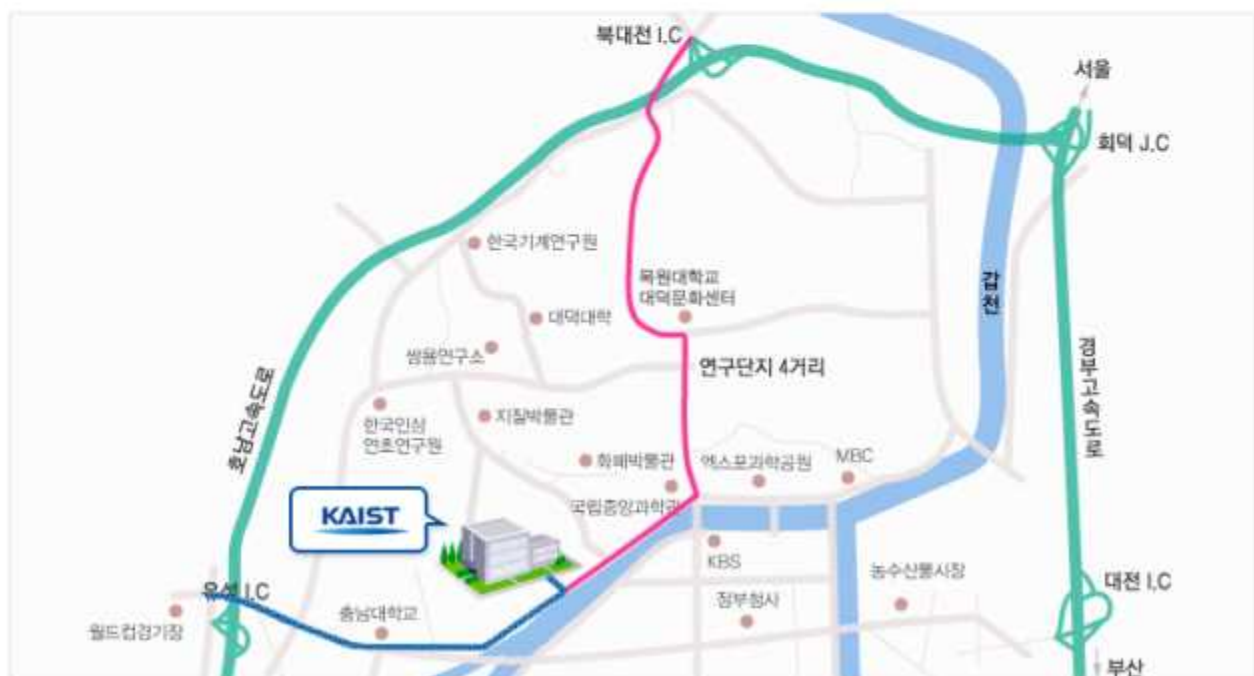 북대전 I.C
서울
회덕 J.C
한국기계연구원
목원대학교
대덕문화센터
갑천
대덕대학
쌍용연구소
연구단지 4거리
경부고속도로
호남고속도로
한국인삼
연초연구원
지질박물관
화폐박물관
엑스포과학공원
MBC
국립중앙과학관
KAIST
KBS
농수산물시장
대전 I.C
유성 I.C
충남대학교
정부청사
월드컵경기장
부산